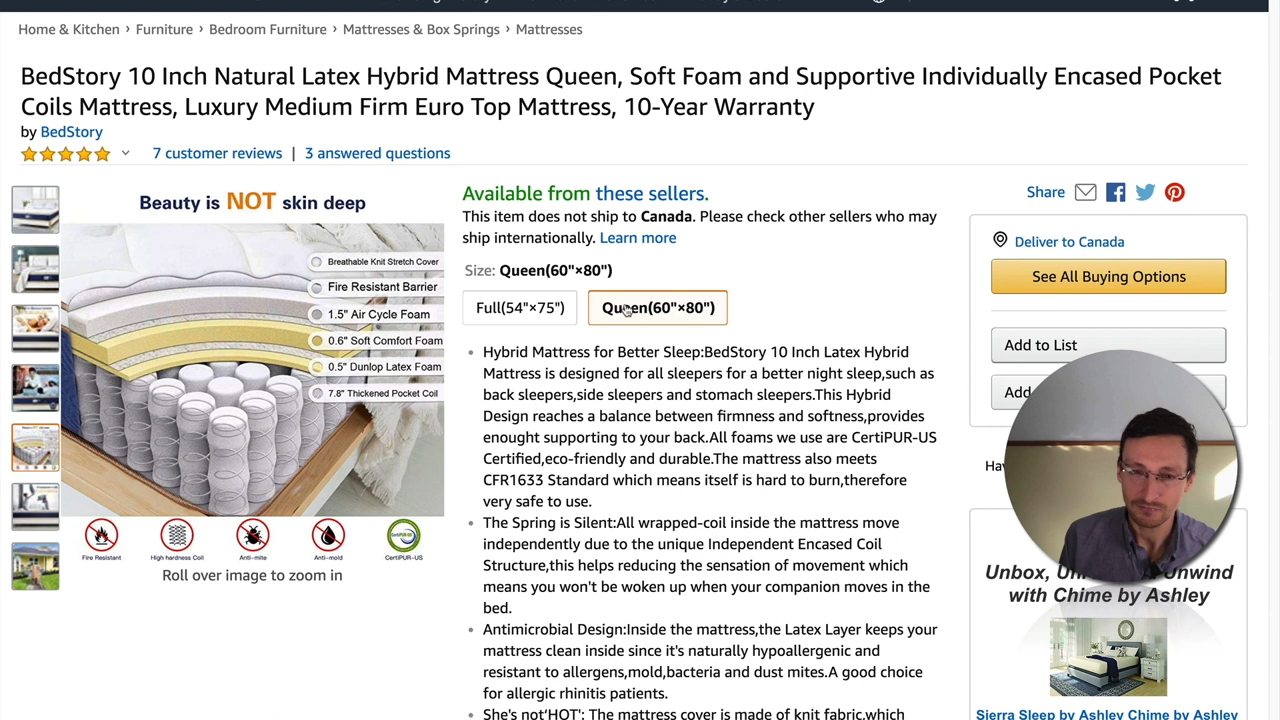 Home & Kitchen › Furniture › Bedroom Furniture › Mattresses & Box Springs › Mattresses
BedStory 10 Inch Natural Latex Hybrid Mattress Queen, Soft Foam and Supportive Individually Encased Pocket
Coils Mattress, Luxury Medium Firm Euro Top Mattress, 10-Year Warranty
by BedStory
7 customer reviews | 3 answered questions
Beauty is NOT skin deep
Breathable Knit Stretch Cover
Fire Resistant Barrier
1.5" Air Cycle Foam
0.6" Soft Comfort Foam
0.5" Dunlop Latex Foam
7.8" Thickened Pocket Coil
Fire Resistant
High hardness Coil
Anti-mite
Anti-mold
CertiPUR-US
Roll over image to zoom in
Available from these sellers.
This item does not ship to Canada. Please check other sellers who may
ship internationally. Learn more
Size: Queen(60"×80")
Full(54"×75")
Queen(60"×80")
• Hybrid Mattress for Better Sleep:BedStory 10 Inch Latex Hybrid
Mattress is designed for all sleepers for a better night sleep,such as
back sleepers,side sleepers and stomach sleepers.This Hybrid
Design reaches a balance between firmness and softness,provides
enought supporting to your back.All foams we use are CertiPUR-US
Certified,eco-friendly and durable.The mattress also meets
CFR1633 Standard which means itself is hard to burn,therefore
very safe to use.
• The Spring is Silent:All wrapped-coil inside the mattress move
independently due to the unique Independent Encased Coil
Structure,this helps reducing the sensation of movement which
means you won't be woken up when your companion moves in the
bed.
• Antimicrobial Design:Inside the mattress,the Latex Layer keeps your
mattress clean inside since it's naturally hypoallergenic and
resistant to allergens,mold,bacteria and dust mites.A good choice
for allergic rhinitis patients.
• She's not'HOT': The mattress cover is made of knit fabric,which
Share
Deliver to Canada
See All Buying Options
Add to List
Add
Unbox, Unwind
with Chime by Ashley
Sierra Sleep by Ashley Chime by Ashley